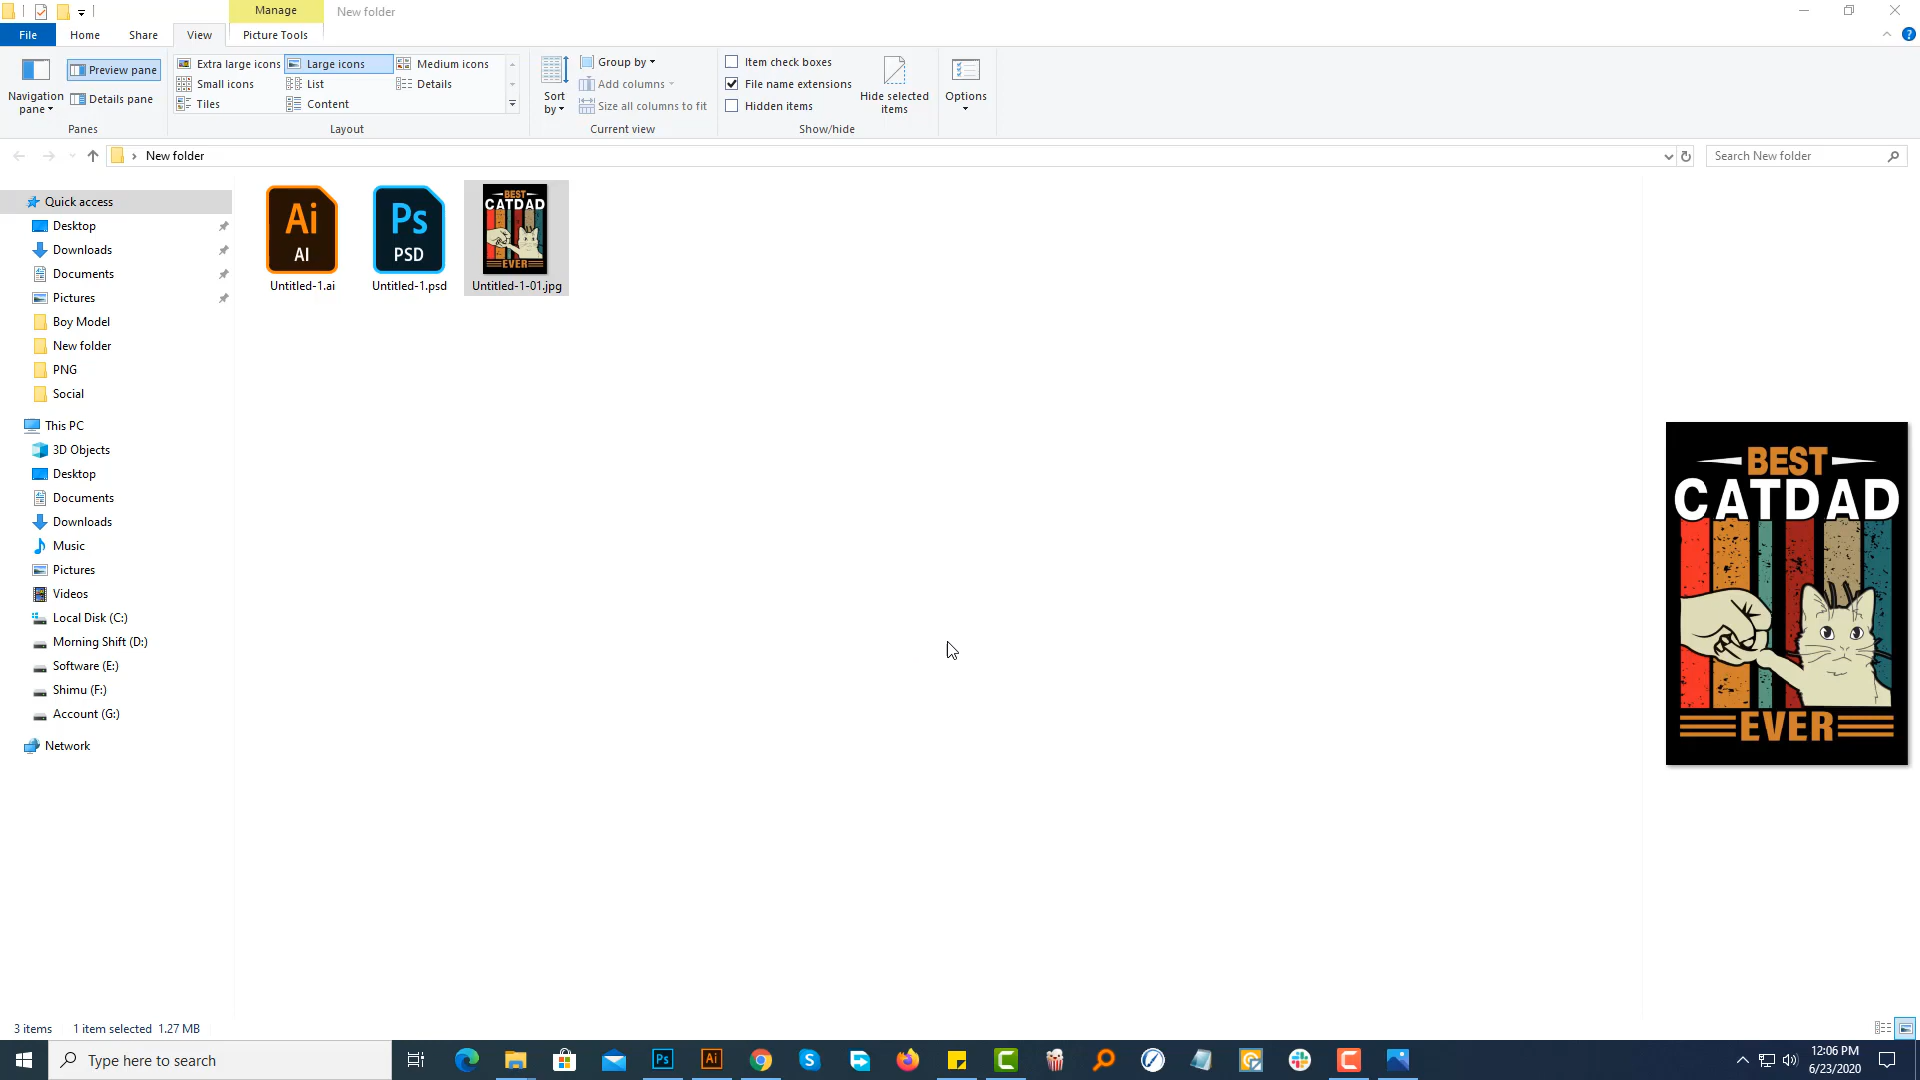 Manage
New folder
File
Home
Share
View
Picture Tools
Navigation pane
Preview pane
Details pane
Panes
Extra large icons
Large icons
Medium icons
Small icons
List
Details
Tiles
Content
Layout
Sort by
Group by
Add columns
Size all columns to fit
Current view
Item check boxes
File name extensions
Hidden items
Hide selected items
Show/hide
Options
New folder
Search New folder
Quick access
Desktop
Downloads
Documents
Pictures
Boy Model
New folder
PNG
Social
This PC
3D Objects
Desktop
Documents
Downloads
Music
Pictures
Videos
Local Disk (C:)
Morning Shift (D:)
Software (E:)
Shimu (F:)
Account (G:)
Network
Ai
AI
Untitled-1.ai
Ps
PSD
Untitled-1.psd
BEST
CATDAD
EVER
Untitled-1-01.jpg
BEST
CATDAD
EVER
3 items
1 item selected 1.27 MB
Type here to search
Ps
Ai
12:06 PM
6/23/2020